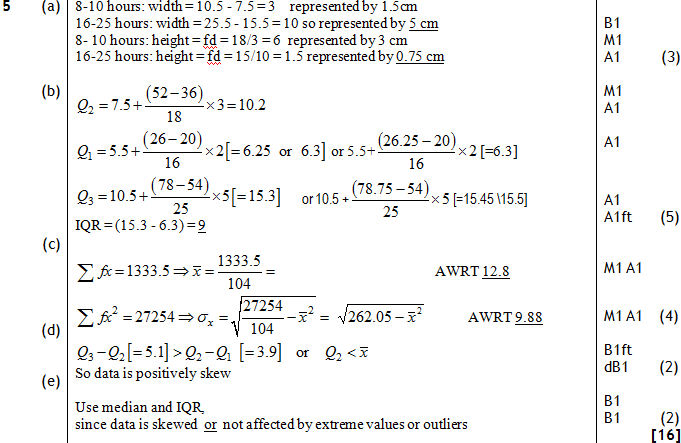 5 (a) 8-10 hours: width = 10.5 - 7.5 = 3 represented by 1.5cm
16-25 hours: width = 25.5 - 15.5 = 10 so represented by 5 cm B1
8- 10 hours: height = fd = 18/3 = 6 represented by 3 cm M1
16-25 hours: height = fd = 15/10 = 1.5 represented by 0.75 cm A1 (3)
(b) Q₂ = 7.5 + (52−36)/18 × 3 = 10.2 M1 A1
Q₁ = 5.5 + (26−20)/16 × 2 [= 6.25 or 6.3] or 5.5+ (26.25−20)/16 × 2 [=6.3] A1
Q₃ = 10.5 + (78−54)/25 × 5 [= 15.3] or 10.5 + (78.75−54)/25 × 5 [=15.45 \15.5] A1
IQR = (15.3 - 6.3) = 9 A1ft (5)
(c)
∑ fx = 1333.5 ⇒ x̄ = 1333.5/104 = AWRT 12.8 M1 A1
∑ fx² = 27254 ⇒ σₓ = √(27254/104 − x̄²) = √(262.05 − x̄²) AWRT 9.88 M1 A1 (4)
(d)
Q₃ − Q₂ [= 5.1] > Q₂ − Q₁ [= 3.9] or Q₂ < x̄ B1ft
So data is positively skew dB1 (2)
(e)
Use median and IQR, B1
since data is skewed or not affected by extreme values or outliers B1 (2)
[16]